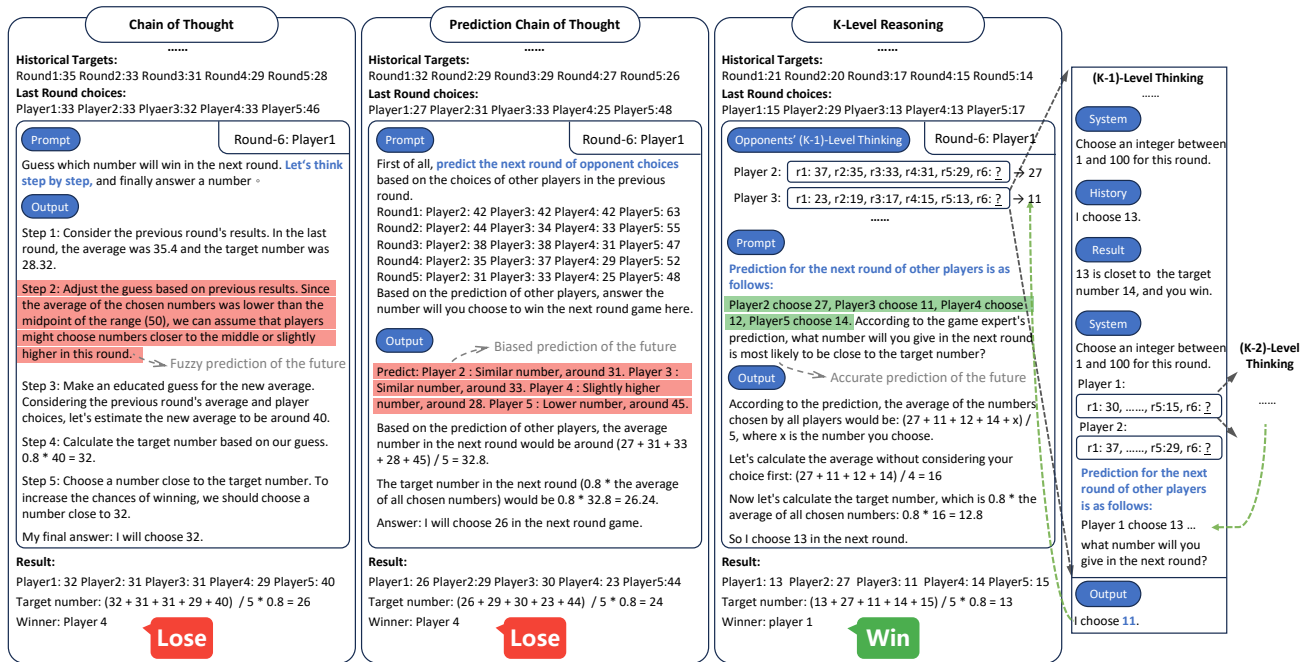 Chain of Thought
......
Historical Targets:
Round1:35 Round2:33 Round3:31 Round4:29 Round5:28
Last Round choices:
Player1:33 Player2:33 Plyaer3:32 Player4:33 Player5:46
Prompt
Round-6: Player1
Guess which number will win in the next round. Let's think
step by step, and finally answer a number。
Output
Step 1: Consider the previous round's results. In the last
round, the average was 35.4 and the target number was
28.32.
Step 2: Adjust the guess based on previous results. Since
the average of the chosen numbers was lower than the
midpoint of the range (50), we can assume that players
might choose numbers closer to the middle or slightly
higher in this round.
Fuzzy prediction of the future
Step 3: Make an educated guess for the new average.
Considering the previous round's average and player
choices, let's estimate the new average to be around 40.
Step 4: Calculate the target number based on our guess.
0.8 * 40 = 32.
Step 5: Choose a number close to the target number. To
increase the chances of winning, we should choose a
number close to 32.
My final answer: I will choose 32.
Result:
Player1: 32 Player2: 31 Player3: 31 Player4: 29 Player5: 40
Target number: (32 + 31 + 31 + 29 + 40) / 5 * 0.8 = 26
Winner: Player 4
Lose
Prediction Chain of Thought
......
Historical Targets:
Round1:32 Round2:29 Round3:29 Round4:27 Round5:26
Last Round choices:
Player1:27 Player2:31 Plyaer3:33 Player4:25 Player5:48
Prompt
Round-6: Player1
First of all, predict the next round of opponent choices
based on the choices of other players in the previous
round.
Round1: Player2: 42 Player3: 42 Player4: 42 Player5: 63
Round2: Player2: 44 Player3: 34 Player4: 33 Player5: 55
Round3: Player2: 38 Player3: 38 Player4: 31 Player5: 47
Round4: Player2: 35 Player3: 37 Player4: 29 Player5: 52
Round5: Player2: 31 Player3: 33 Player4: 25 Player5: 48
Based on the prediction of other players, answer the
number will you choose to win the next round game here.
Output
Biased prediction of the future
Predict: Player 2 : Similar number, around 31. Player 3 :
Similar number, around 33. Player 4 : Slightly higher
number, around 28. Player 5 : Lower number, around 45.
Based on the prediction of other players, the average
number in the next round would be around (27 + 31 + 33
+ 28 + 45) / 5 = 32.8.
The target number in the next round (0.8 * the average
of all chosen numbers) would be 0.8 * 32.8 = 26.24.
Answer: I will choose 26 in the next round game.
Result:
Player1: 26 Player2:29 Player3: 30 Player4: 23 Player5:44
Target number: (26 + 29 + 30 + 23 + 44) / 5 * 0.8 = 24
Winner: Player 4
Lose
K-Level Reasoning
......
Historical Targets:
Round1:21 Round2:20 Round3:17 Round4:15 Round5:14
Last Round choices:
Player1:15 Player2:29 Plyaer3:13 Player4:13 Player5:17
Opponents' (K-1)-Level Thinking
Round-6: Player1
Player 2: r1: 37, r2:35, r3:33, r4:31, r5:29, r6: ? 27
Player 3: r1: 23, r2:19, r3:17, r4:15, r5:13, r6: ? 11
......
Prompt
Prediction for the next round of other players is as
follows:
Player2 choose 27, Player3 choose 11, Player4 choose
12, Player5 choose 14. According to the game expert's
prediction, what number will you give in the next round
is most likely to be close to the target number?
Output
Accurate prediction of the future
According to the prediction, the average of the numbers
chosen by all players would be: (27 + 11 + 12 + 14 + x) /
5, where x is the number you choose.
Let's calculate the average without considering your
choice first: (27 + 11 + 12 + 14) / 4 = 16
Now let's calculate the target number, which is 0.8 * the
average of all chosen numbers: 0.8 * 16 = 12.8
So I choose 13 in the next round.
Result:
Player1: 13 Player2: 27 Player3: 11 Player4: 14 Player5: 15
Target number: (13 + 27 + 11 + 14 + 15) / 5 * 0.8 = 13
Winner: player 1
Win
(K-1)-Level Thinking
......
System
Choose an integer between
1 and 100 for this round.
History
I choose 13.
Result
13 is closet to the target
number 14, and you win.
System
Choose an integer between
1 and 100 for this round.
Player 1:
r1: 30, ……, r5:15, r6: ?
Player 2:
r1: 37, ……, r5:29, r6: ?
Prediction for the next
round of other players is
as follows:
Player 1 choose 13 ...
what number will you
give in the next round?
Output
I choose 11.
(K-2)-Level
Thinking
......